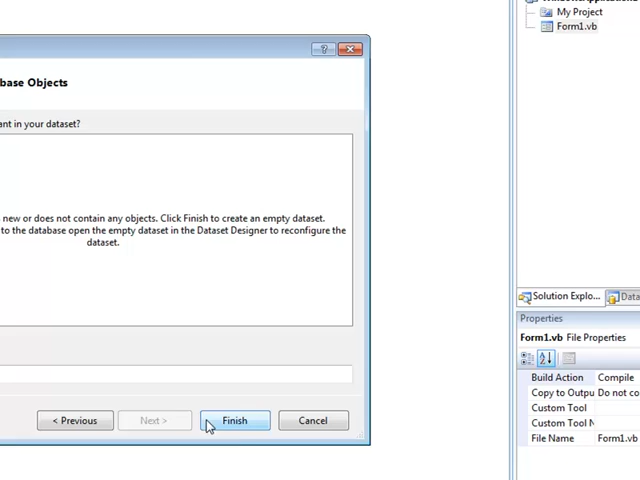 My Project
Form1.vb
base Objects
ant in your dataset?
new or does not contain any objects. Click Finish to create an empty dataset.
to the database open the empty dataset in the Dataset Designer to reconfigure the
dataset.
Solution Explo...
Data
Properties
Form1.vb File Properties
Build Action Compile
Copy to Outpu Do not co
Custom Tool
Custom Tool N
File Name Form1.vb
< Previous
Next >
Finish
Cancel